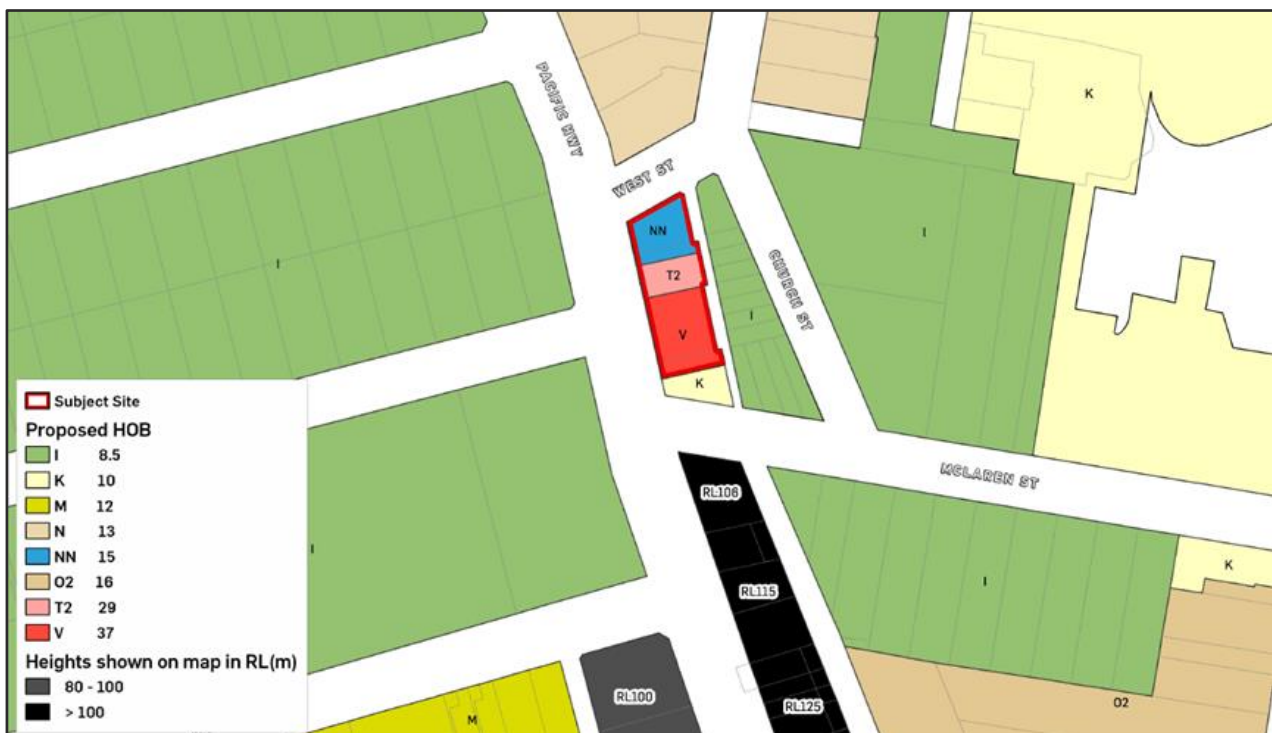 K
PACIFIC HWY
WEST ST
NN
I
I
T2
CHURCH ST
I
V
K
Subject Site
Proposed HOB
I 8.5
K 10
M 12
N 13
NN 15
O2 16
T2 29
V 37
Heights shown on map in RL(m)
80 - 100
> 100
MCLAREN ST
RL108
I
RL115
K
I
RL100
RL125
O2
M